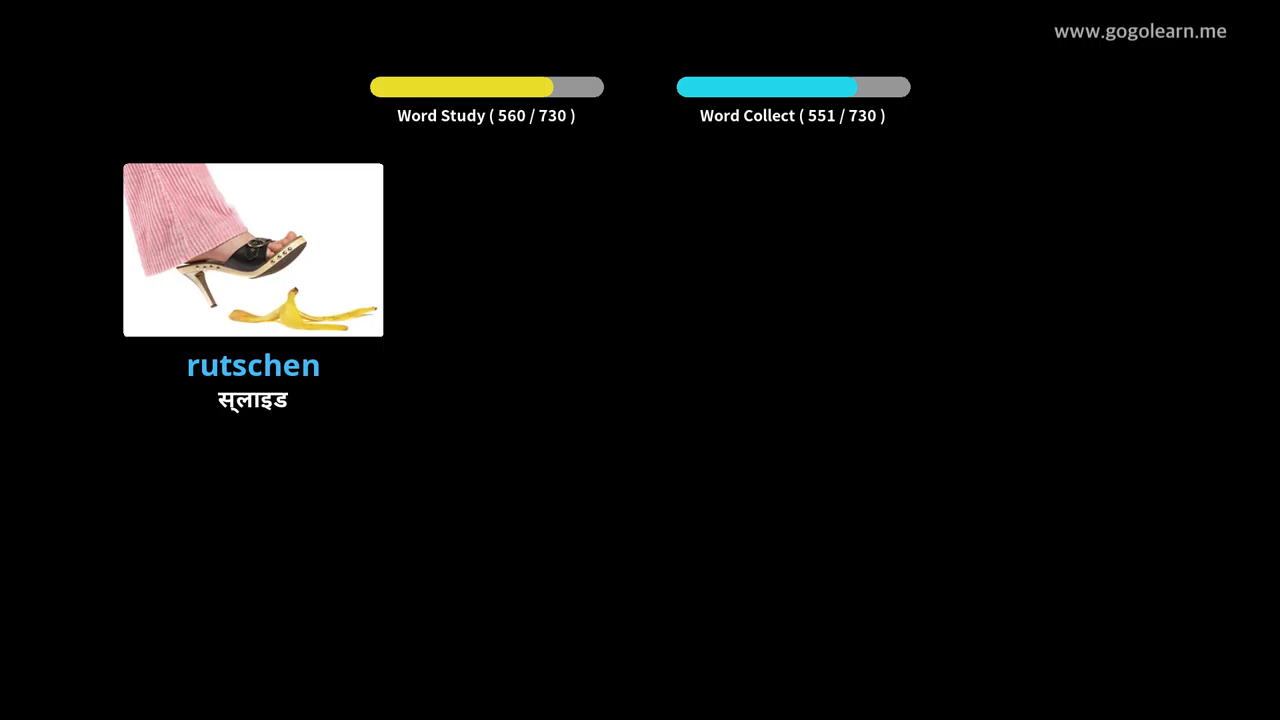 www.gogolearn.me
Word Study ( 560 / 730 )
Word Collect ( 551 / 730 )
rutschen
स्लाइड